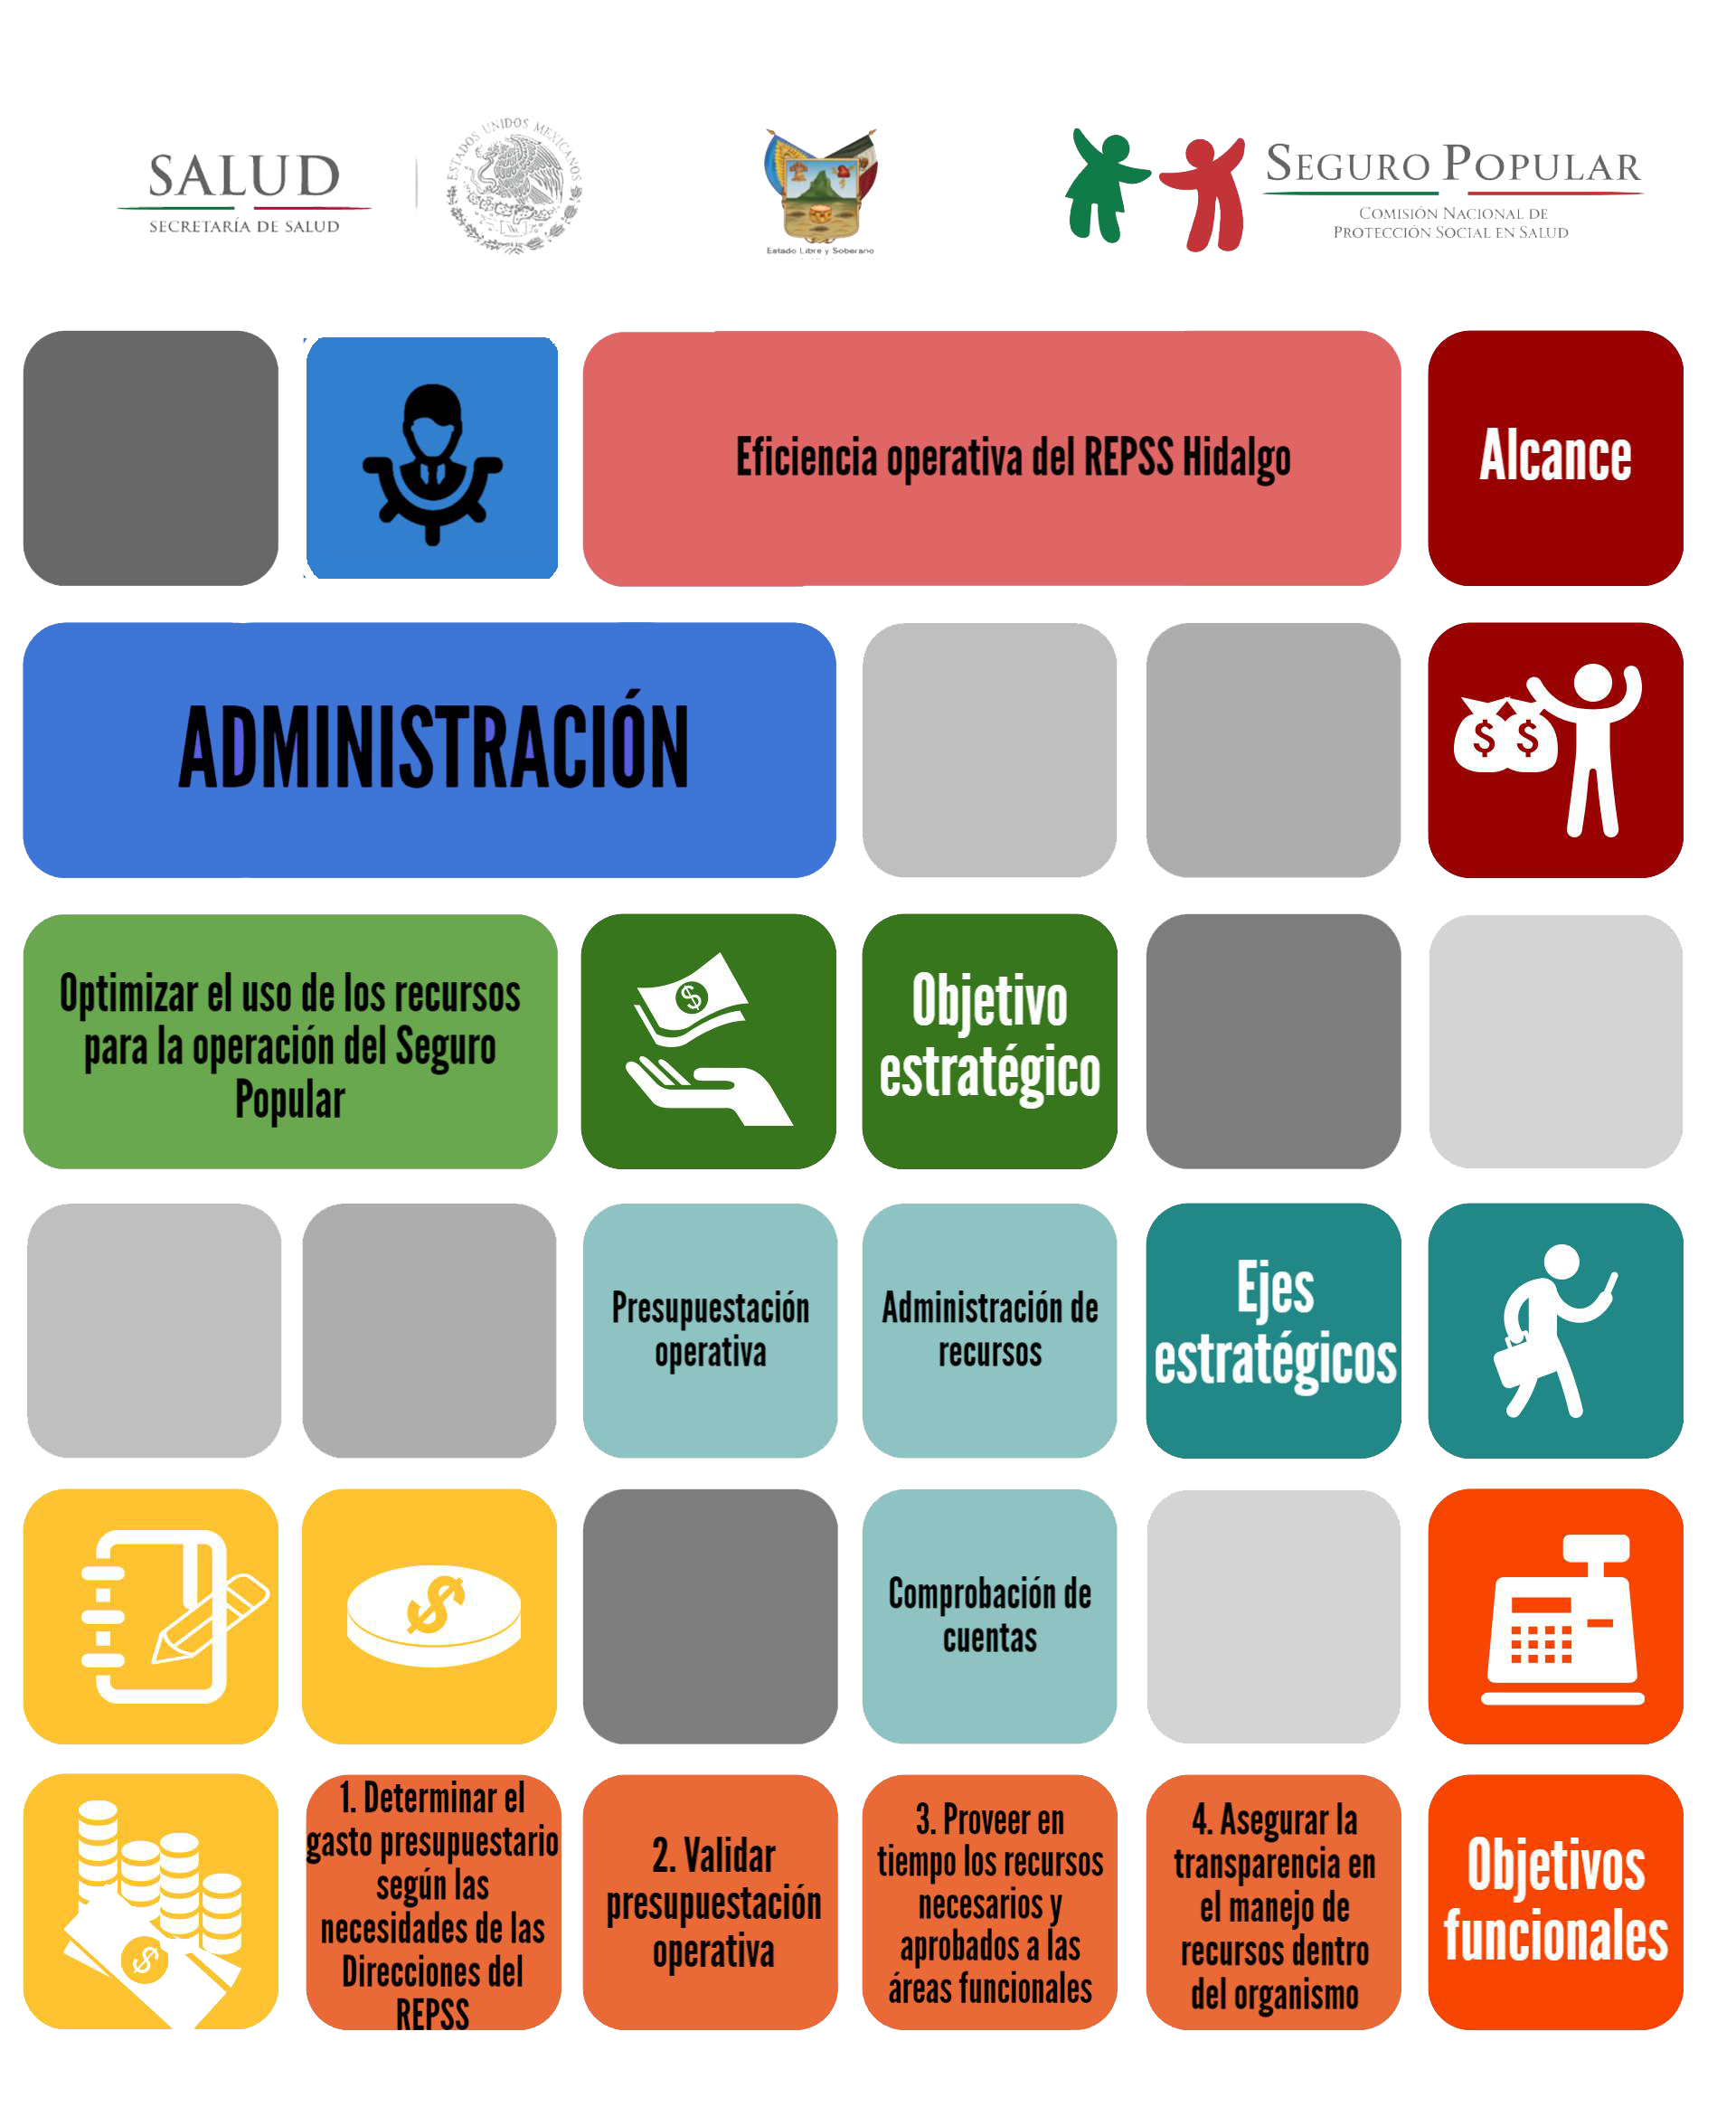 SALUD
SECRETARÍA DE SALUD
ESTADOS UNIDOS MEXICANOS
Estado Libre y Soberano
SEGURO POPULAR
COMISIÓN NACIONAL DE
PROTECCIÓN SOCIAL EN SALUD
Eficiencia operativa del REPSS Hidalgo
Alcance
ADMINISTRACIÓN
$ $
Optimizar el uso de los recursos
para la operación del Seguro
Popular
$
Objetivo
estratégico
Presupuestación
operativa
Administración de
recursos
Ejes
estratégicos
$
Comprobación de
cuentas
$
1. Determinar el
gasto presupuestario
según las
necesidades de las
Direcciones del
REPSS
2. Validar
presupuestación
operativa
3. Proveer en
tiempo los recursos
necesarios y
aprobados a las
áreas funcionales
4. Asegurar la
transparencia en
el manejo de
recursos dentro
del organismo
Objetivos
funcionales